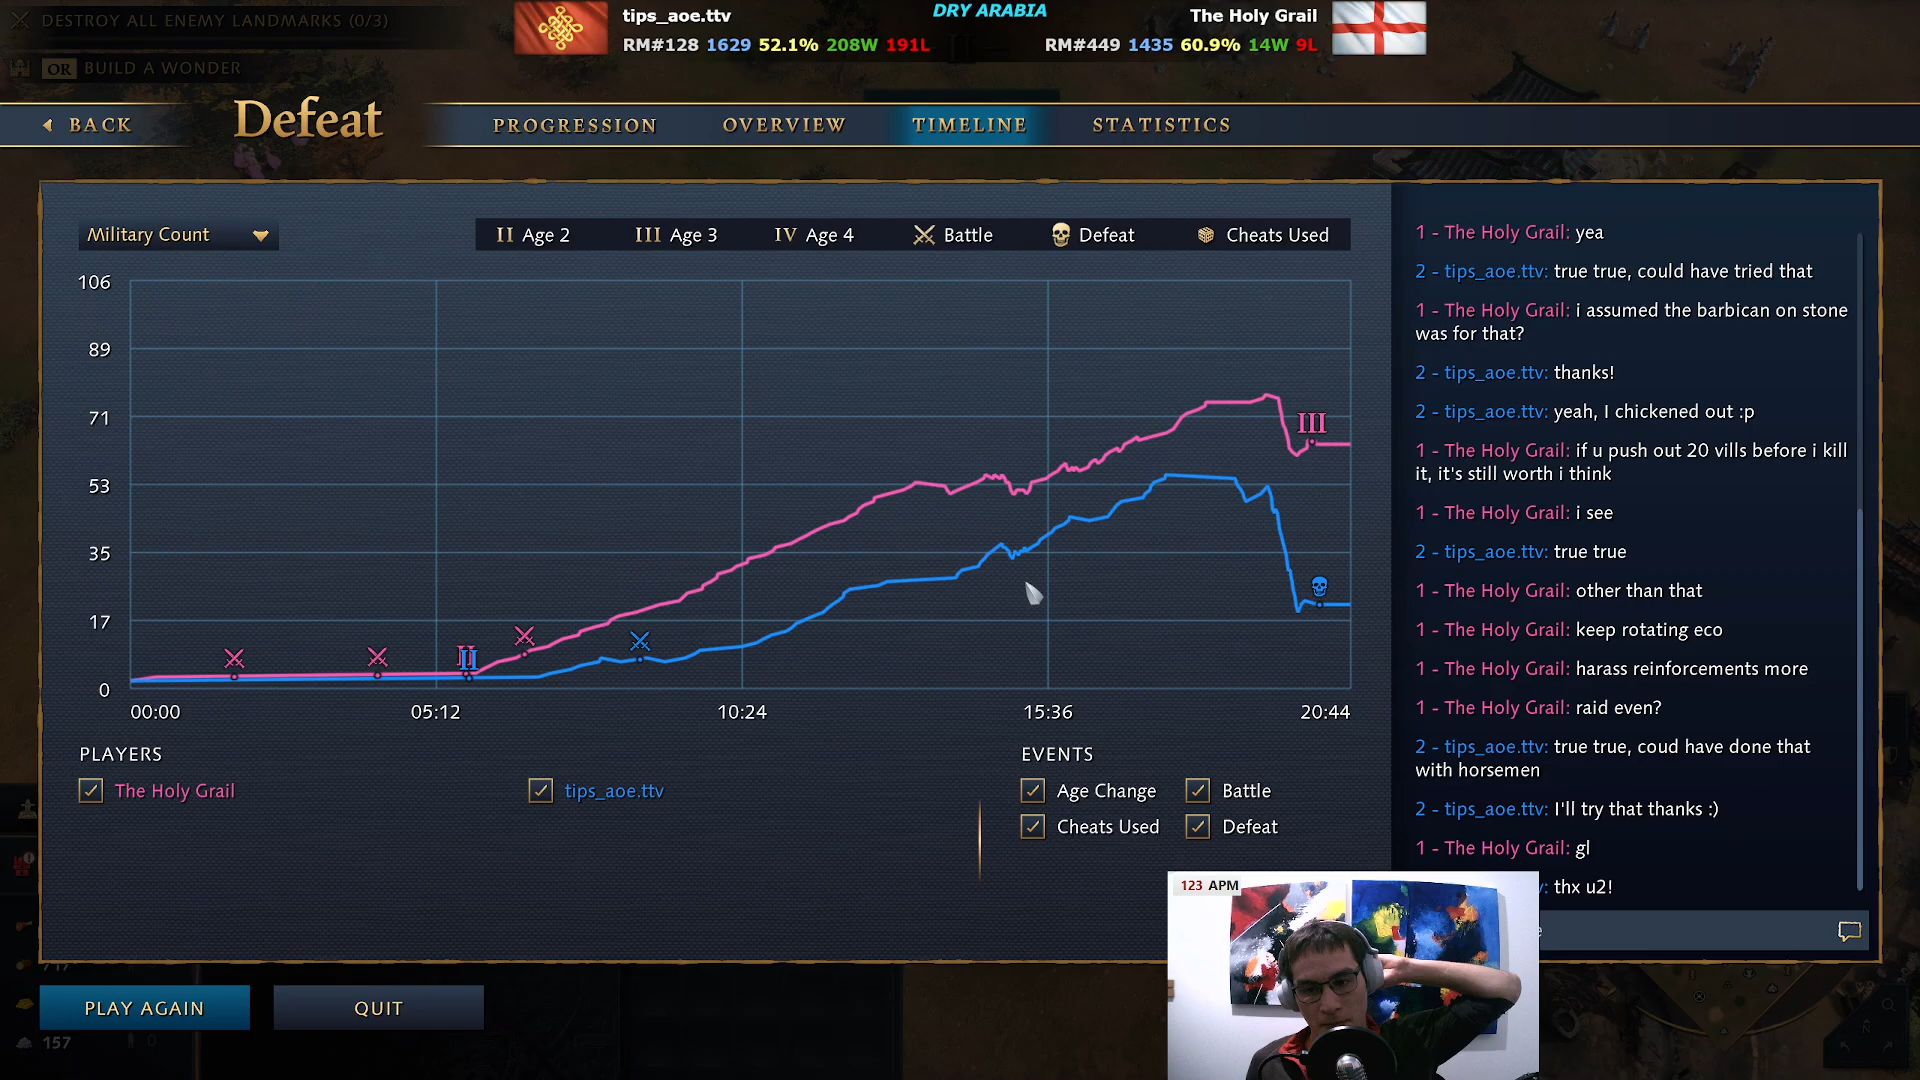 DESTROY ALL ENEMY LANDMARKS (0/3)
OR BUILD A WONDER
tips_aoe.ttv
RM#128 1629 52.1% 208W 191L
DRY ARABIA
The Holy Grail
RM#449 1435 60.9% 14W 9L
BACK
Defeat
PROGRESSION
OVERVIEW
TIMELINE
STATISTICS
Military Count
II Age 2
III Age 3
IV Age 4
Battle
Defeat
Cheats Used
106
89
71
53
35
17
0
II
II
III
00:00
05:12
10:24
15:36
20:44
PLAYERS
The Holy Grail
tips_aoe.ttv
EVENTS
Age Change
Battle
Cheats Used
Defeat
1 - The Holy Grail: yea
2 - tips_aoe.ttv: true true, could have tried that
1 - The Holy Grail: i assumed the barbican on stone
was for that?
2 - tips_aoe.ttv: thanks!
2 - tips_aoe.ttv: yeah, I chickened out :p
1 - The Holy Grail: if u push out 20 vills before i kill
it, it's still worth i think
1 - The Holy Grail: i see
2 - tips_aoe.ttv: true true
1 - The Holy Grail: other than that
1 - The Holy Grail: keep rotating eco
1 - The Holy Grail: harass reinforcements more
1 - The Holy Grail: raid even?
2 - tips_aoe.ttv: true true, coud have done that
with horsemen
2 - tips_aoe.ttv: I'll try that thanks :)
1 - The Holy Grail: gl
: thx u2!
123 APM
PLAY AGAIN
QUIT
157
0